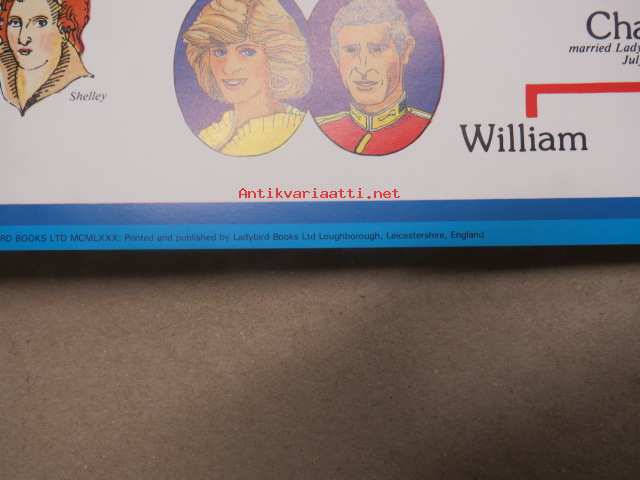 Shelley
Cha
married Lady
July
William
Antikvariaatti.net
RD BOOKS LTD MCMLXXX; Printed and published by Ladybird Books Ltd Loughborough, Leicestershire, England